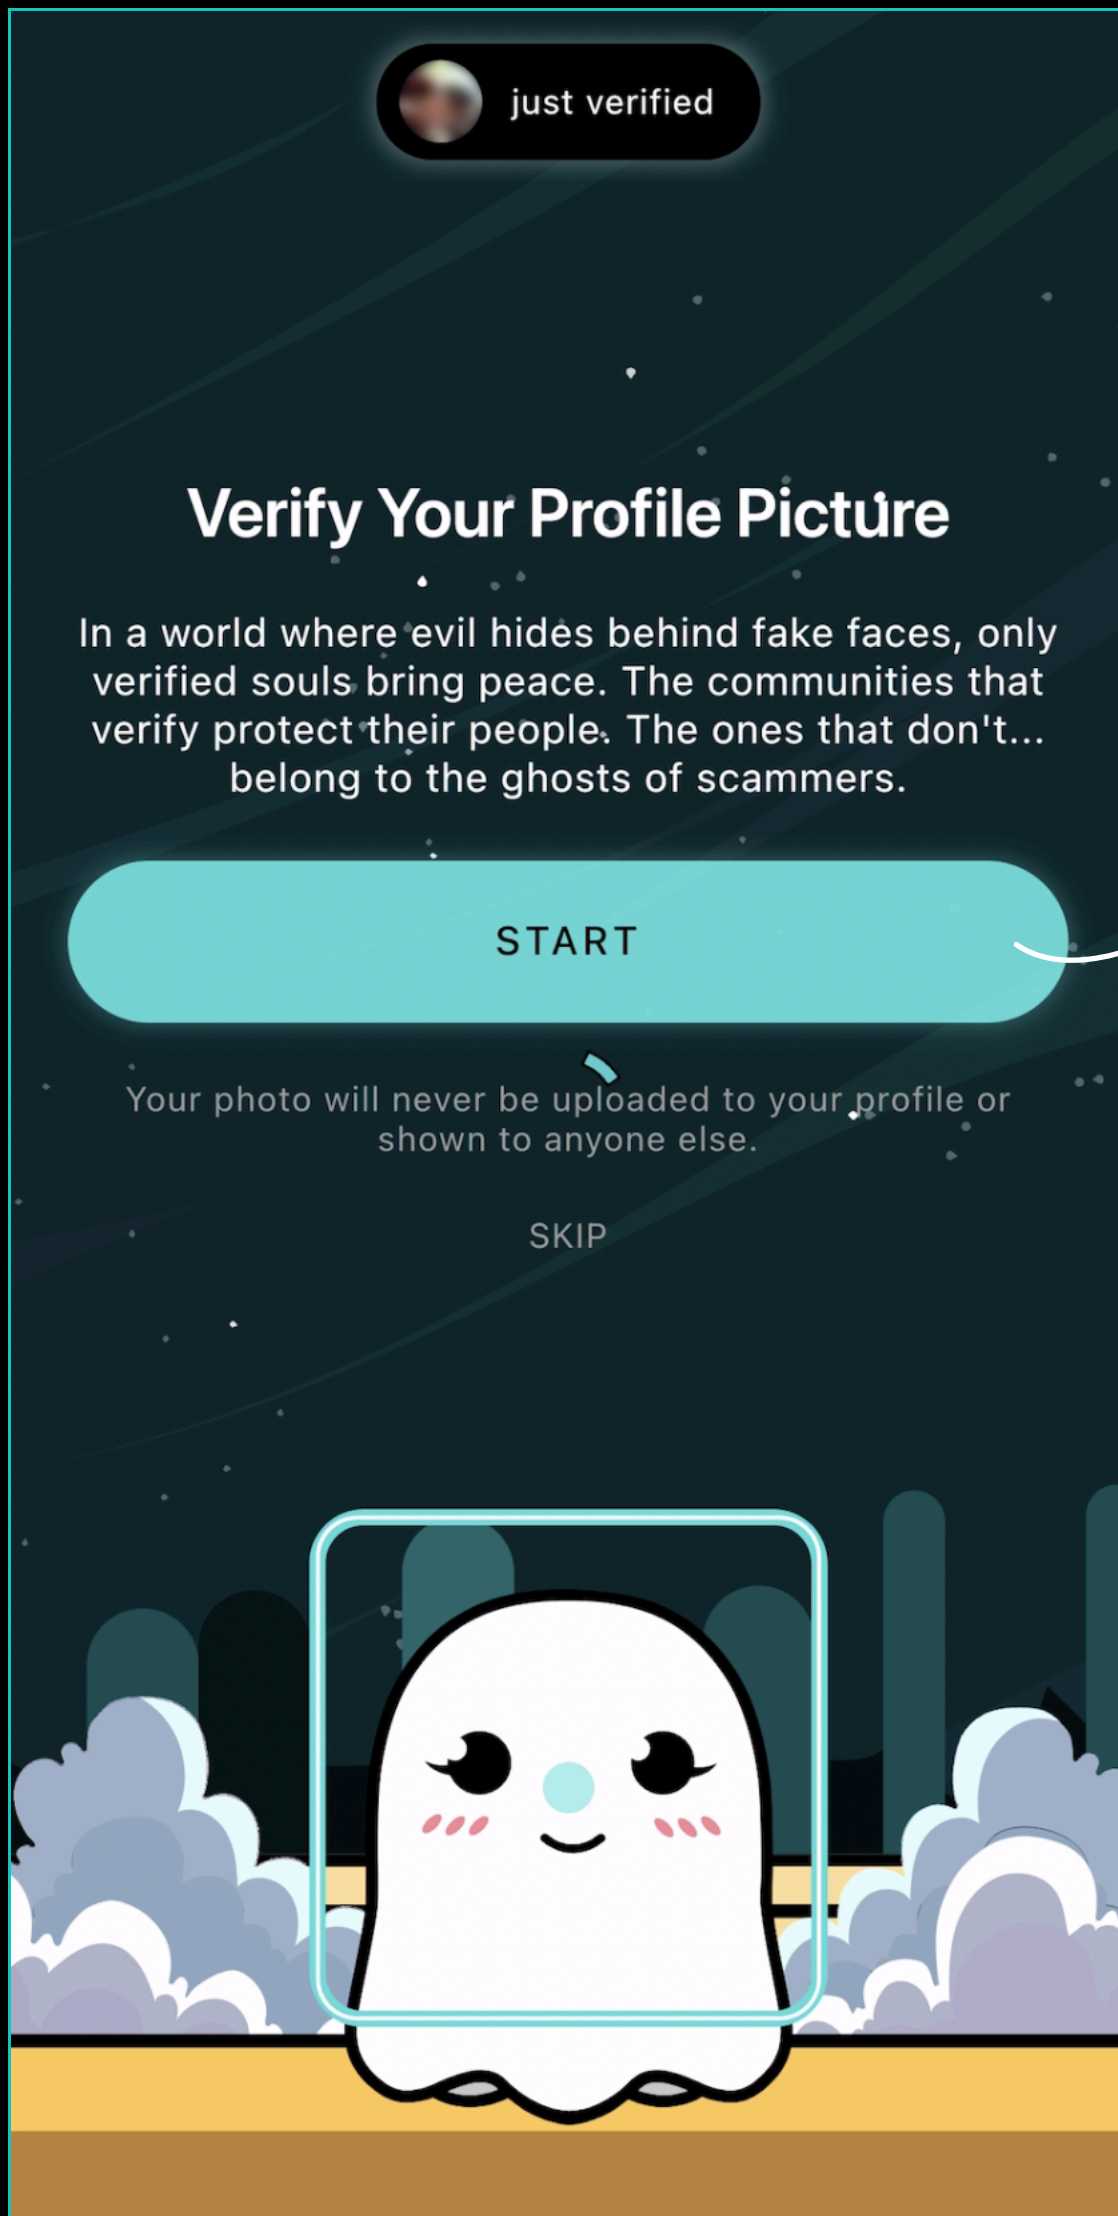 just verified
Verify Your Profile Picture
In a world where evil hides behind fake faces, only
verified souls bring peace. The communities that
verify protect their people. The ones that don't...
belong to the ghosts of scammers.
START
Your photo will never be uploaded to your profile or
shown to anyone else.
SKIP